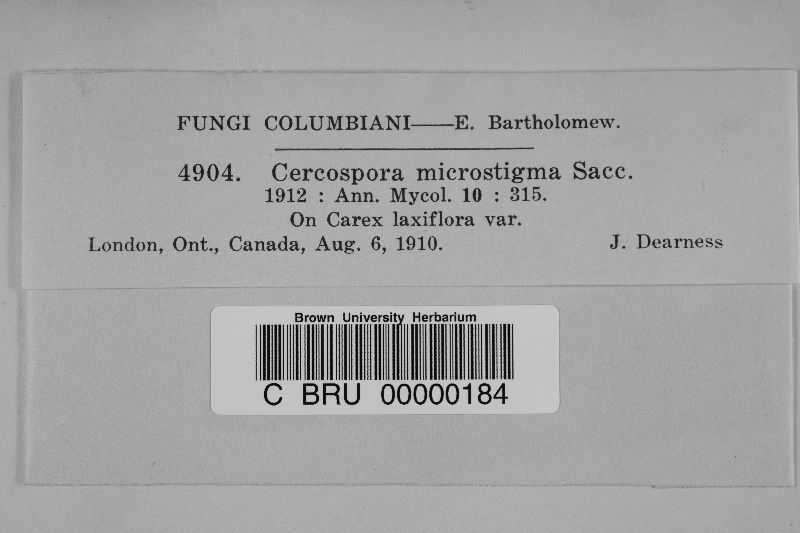 FUNGI COLUMBIANI——E. Bartholomew.
4904. Cercospora microstigma Sacc.
1912 : Ann. Mycol. 10 : 315.
On Carex laxiflora var.
London, Ont., Canada, Aug. 6, 1910. J. Dearness
Brown University Herbarium
C BRU 00000184